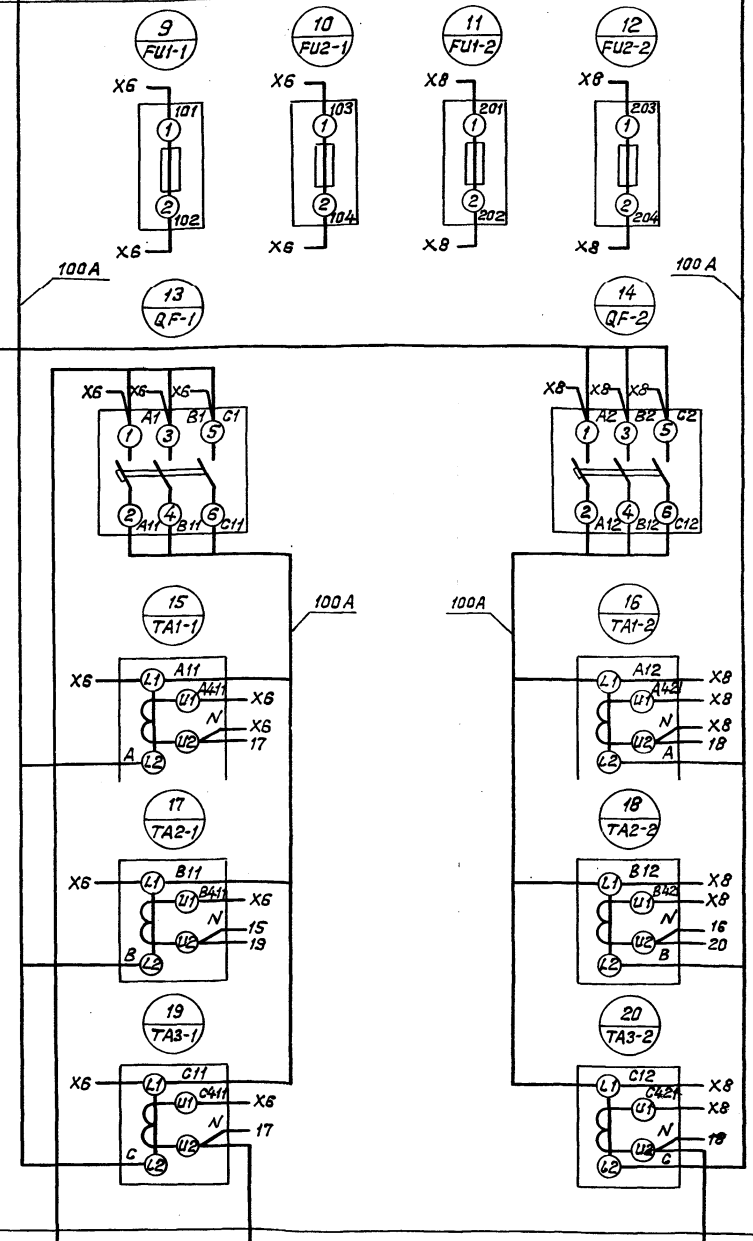 9 10 11 12
FU1-1 FU2-1 FU1-2 FU2-2
X6 X6 X8 X8
101 103 201 203
1 1 1 1
2 2 2 2
102 104 202 204
X6 X6 X8 X8
100A 100A
13 14
QF-1 QF-2
X6 X6 X6 X8 X8 X8
A1 B1 C1 A2 B2 C2
1 3 5 1 3 5
2 4 6 2 4 6
A11 B11 C11 A12 B12 C12
100A 100A
15 16
TA1-1 TA1-2
X6 L1 A11 L1 A12 X8
U1 A411 X6 U1 A421 X8
N X6 N X8
U2 17 U2 18
A L2 L2 A
17 18
TA2-1 TA2-2
X6 L1 B11 L1 B12 X8
U1 B411 X6 U1 B421 X8
N 15 N 16
U2 19 U2 20
B L2 L2 B
19 20
TA3-1 TA3-2
X6 L1 C11 L1 C12 X8
U1 C411 X6 U1 C421 X8
N 17 N 18
U2 U2
C L2 L2 C